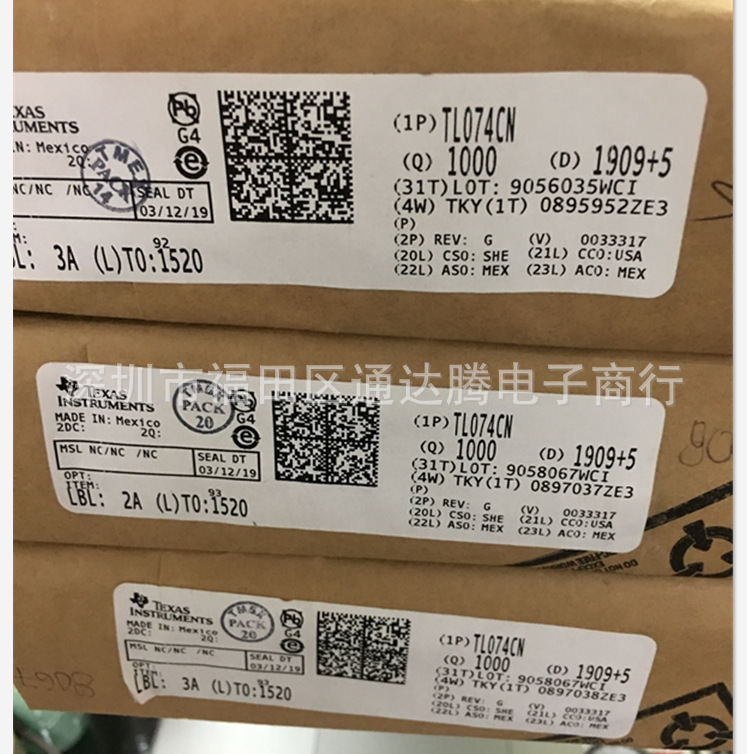 TEXAS
INSTRUMENTS
IN: Mexico
2Q:
TME
PACK
14
Pb
G4
e
NC/NC /NC
SEAL DT
03/12/19
92
LBL: 3A (L)TO:1520
(1P) TL074CN
(Q) 1000 (D) 1909+5
(31T)LOT: 9056035WCI
(4W) TKY(1T) 0895952ZE3
(P)
(2P) REV: G (V) 0033317
(20L) CSO: SHE (21L) CCO:USA
(22L) ASO: MEX (23L) ACO: MEX
深圳市福田区通达腾电子商行
TEXAS
INSTRUMENTS
MADE IN: Mexico
2DC: 2Q:
PACK
20
G4
e
MSL NC/NC /NC
SEAL DT
03/12/19
OPT:
ITEM:
93
LBL: 2A (L)TO:1520
(1P) TL074CN
(Q) 1000 (D) 1909+5
(31T)LOT: 9058067WCI
(4W) TKY(1T) 0897037ZE3
(P)
(2P) REV: G (V) 0033317
(20L) CSO: SHE (21L) CCO:USA
(22L) ASO: MEX (23L) ACO: MEX
TEXAS
INSTRUMENTS
MADE IN: Mexico
2DC: 2Q:
PACK
20
Pb
G4
e
MSL NC/NC /NC
SEAL DT
03/12/19
OPT:
LBL: 3A (L)TO:1520
(1P) TL074CN
(Q) 1000 (D) 1909+5
(31T)LOT: 9058067WCI
(4W) TKY(1T) 0897038ZE3
(P)
(2P) REV: G (V) 0033317
(20L) CSO: SHE (21L) CCO:USA
(22L) ASO: MEX (23L) ACO: MEX